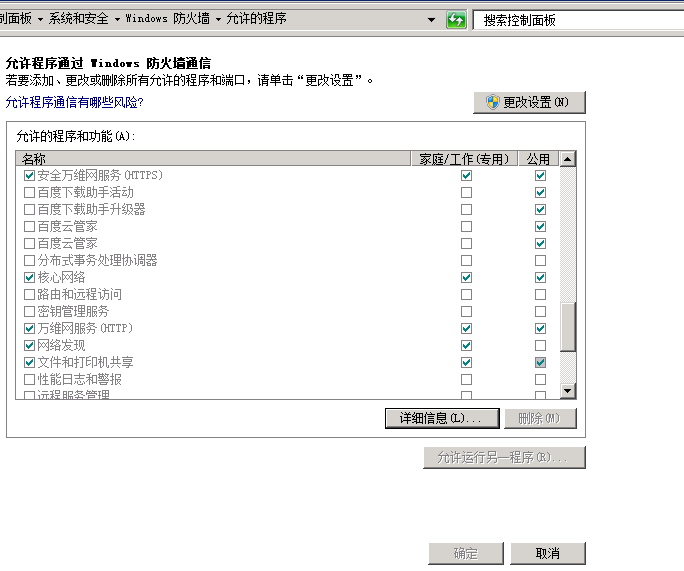 制面板 ▸ 系统和安全 ▸ Windows 防火墙 ▸ 允许的程序
搜索控制面板
允许程序通过 Windows 防火墙通信
若要添加、更改或删除所有允许的程序和端口，请单击“更改设置”。
允许程序通信有哪些风险?
更改设置(N)
允许的程序和功能(A):
名称 家庭/工作(专用) 公用
安全万维网服务(HTTPS)
百度下载助手活动
百度下载助手升级器
百度云管家
百度云管家
分布式事务处理协调器
核心网络
路由和远程访问
密钥管理服务
万维网服务(HTTP)
网络发现
文件和打印机共享
性能日志和警报
远程服务管理
详细信息(L)... 删除(M)
允许运行另一程序(R)...
确定 取消